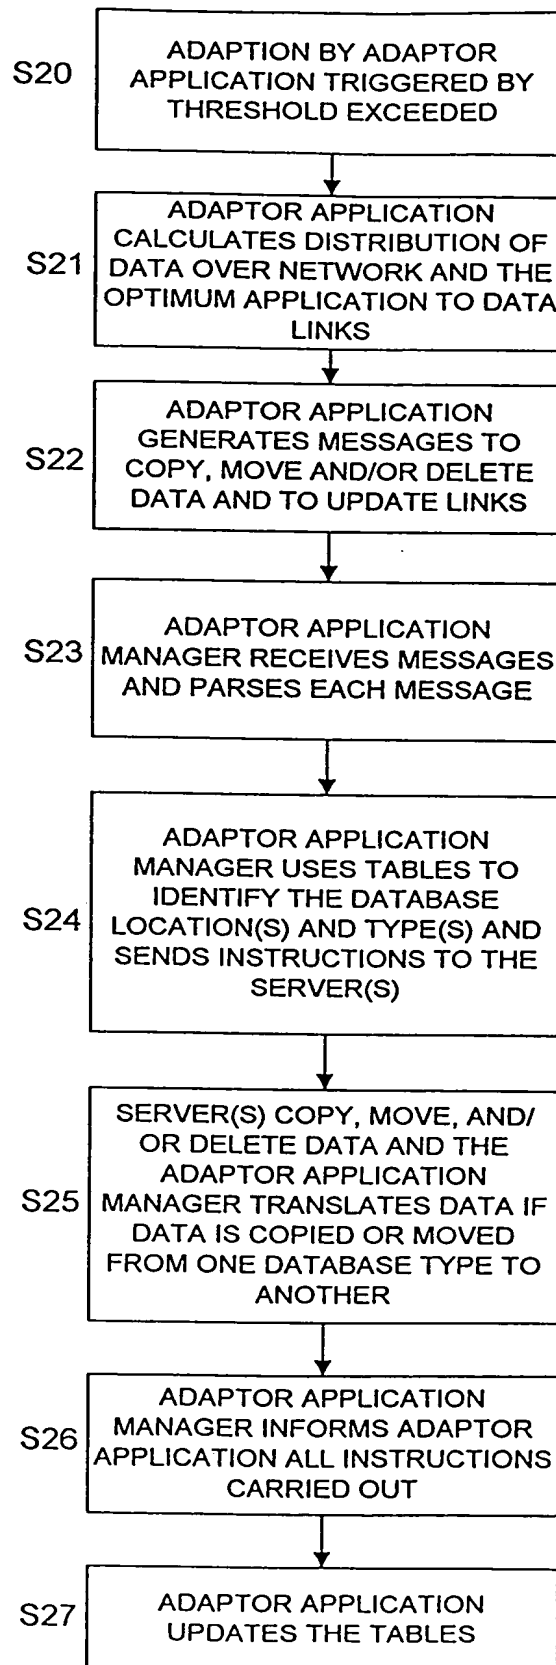 S20
ADAPTION BY ADAPTOR
APPLICATION TRIGGERED BY
THRESHOLD EXCEEDED
S21
ADAPTOR APPLICATION
CALCULATES DISTRIBUTION OF
DATA OVER NETWORK AND THE
OPTIMUM APPLICATION TO DATA
LINKS
S22
ADAPTOR APPLICATION
GENERATES MESSAGES TO
COPY, MOVE AND/OR DELETE
DATA AND TO UPDATE LINKS
S23
ADAPTOR APPLICATION
MANAGER RECEIVES MESSAGES
AND PARSES EACH MESSAGE
S24
ADAPTOR APPLICATION
MANAGER USES TABLES TO
IDENTIFY THE DATABASE
LOCATION(S) AND TYPE(S) AND
SENDS INSTRUCTIONS TO THE
SERVER(S)
S25
SERVER(S) COPY, MOVE, AND/
OR DELETE DATA AND THE
ADAPTOR APPLICATION
MANAGER TRANSLATES DATA IF
DATA IS COPIED OR MOVED
FROM ONE DATABASE TYPE TO
ANOTHER
S26
ADAPTOR APPLICATION
MANAGER INFORMS ADAPTOR
APPLICATION ALL INSTRUCTIONS
CARRIED OUT
S27
ADAPTOR APPLICATION
UPDATES THE TABLES